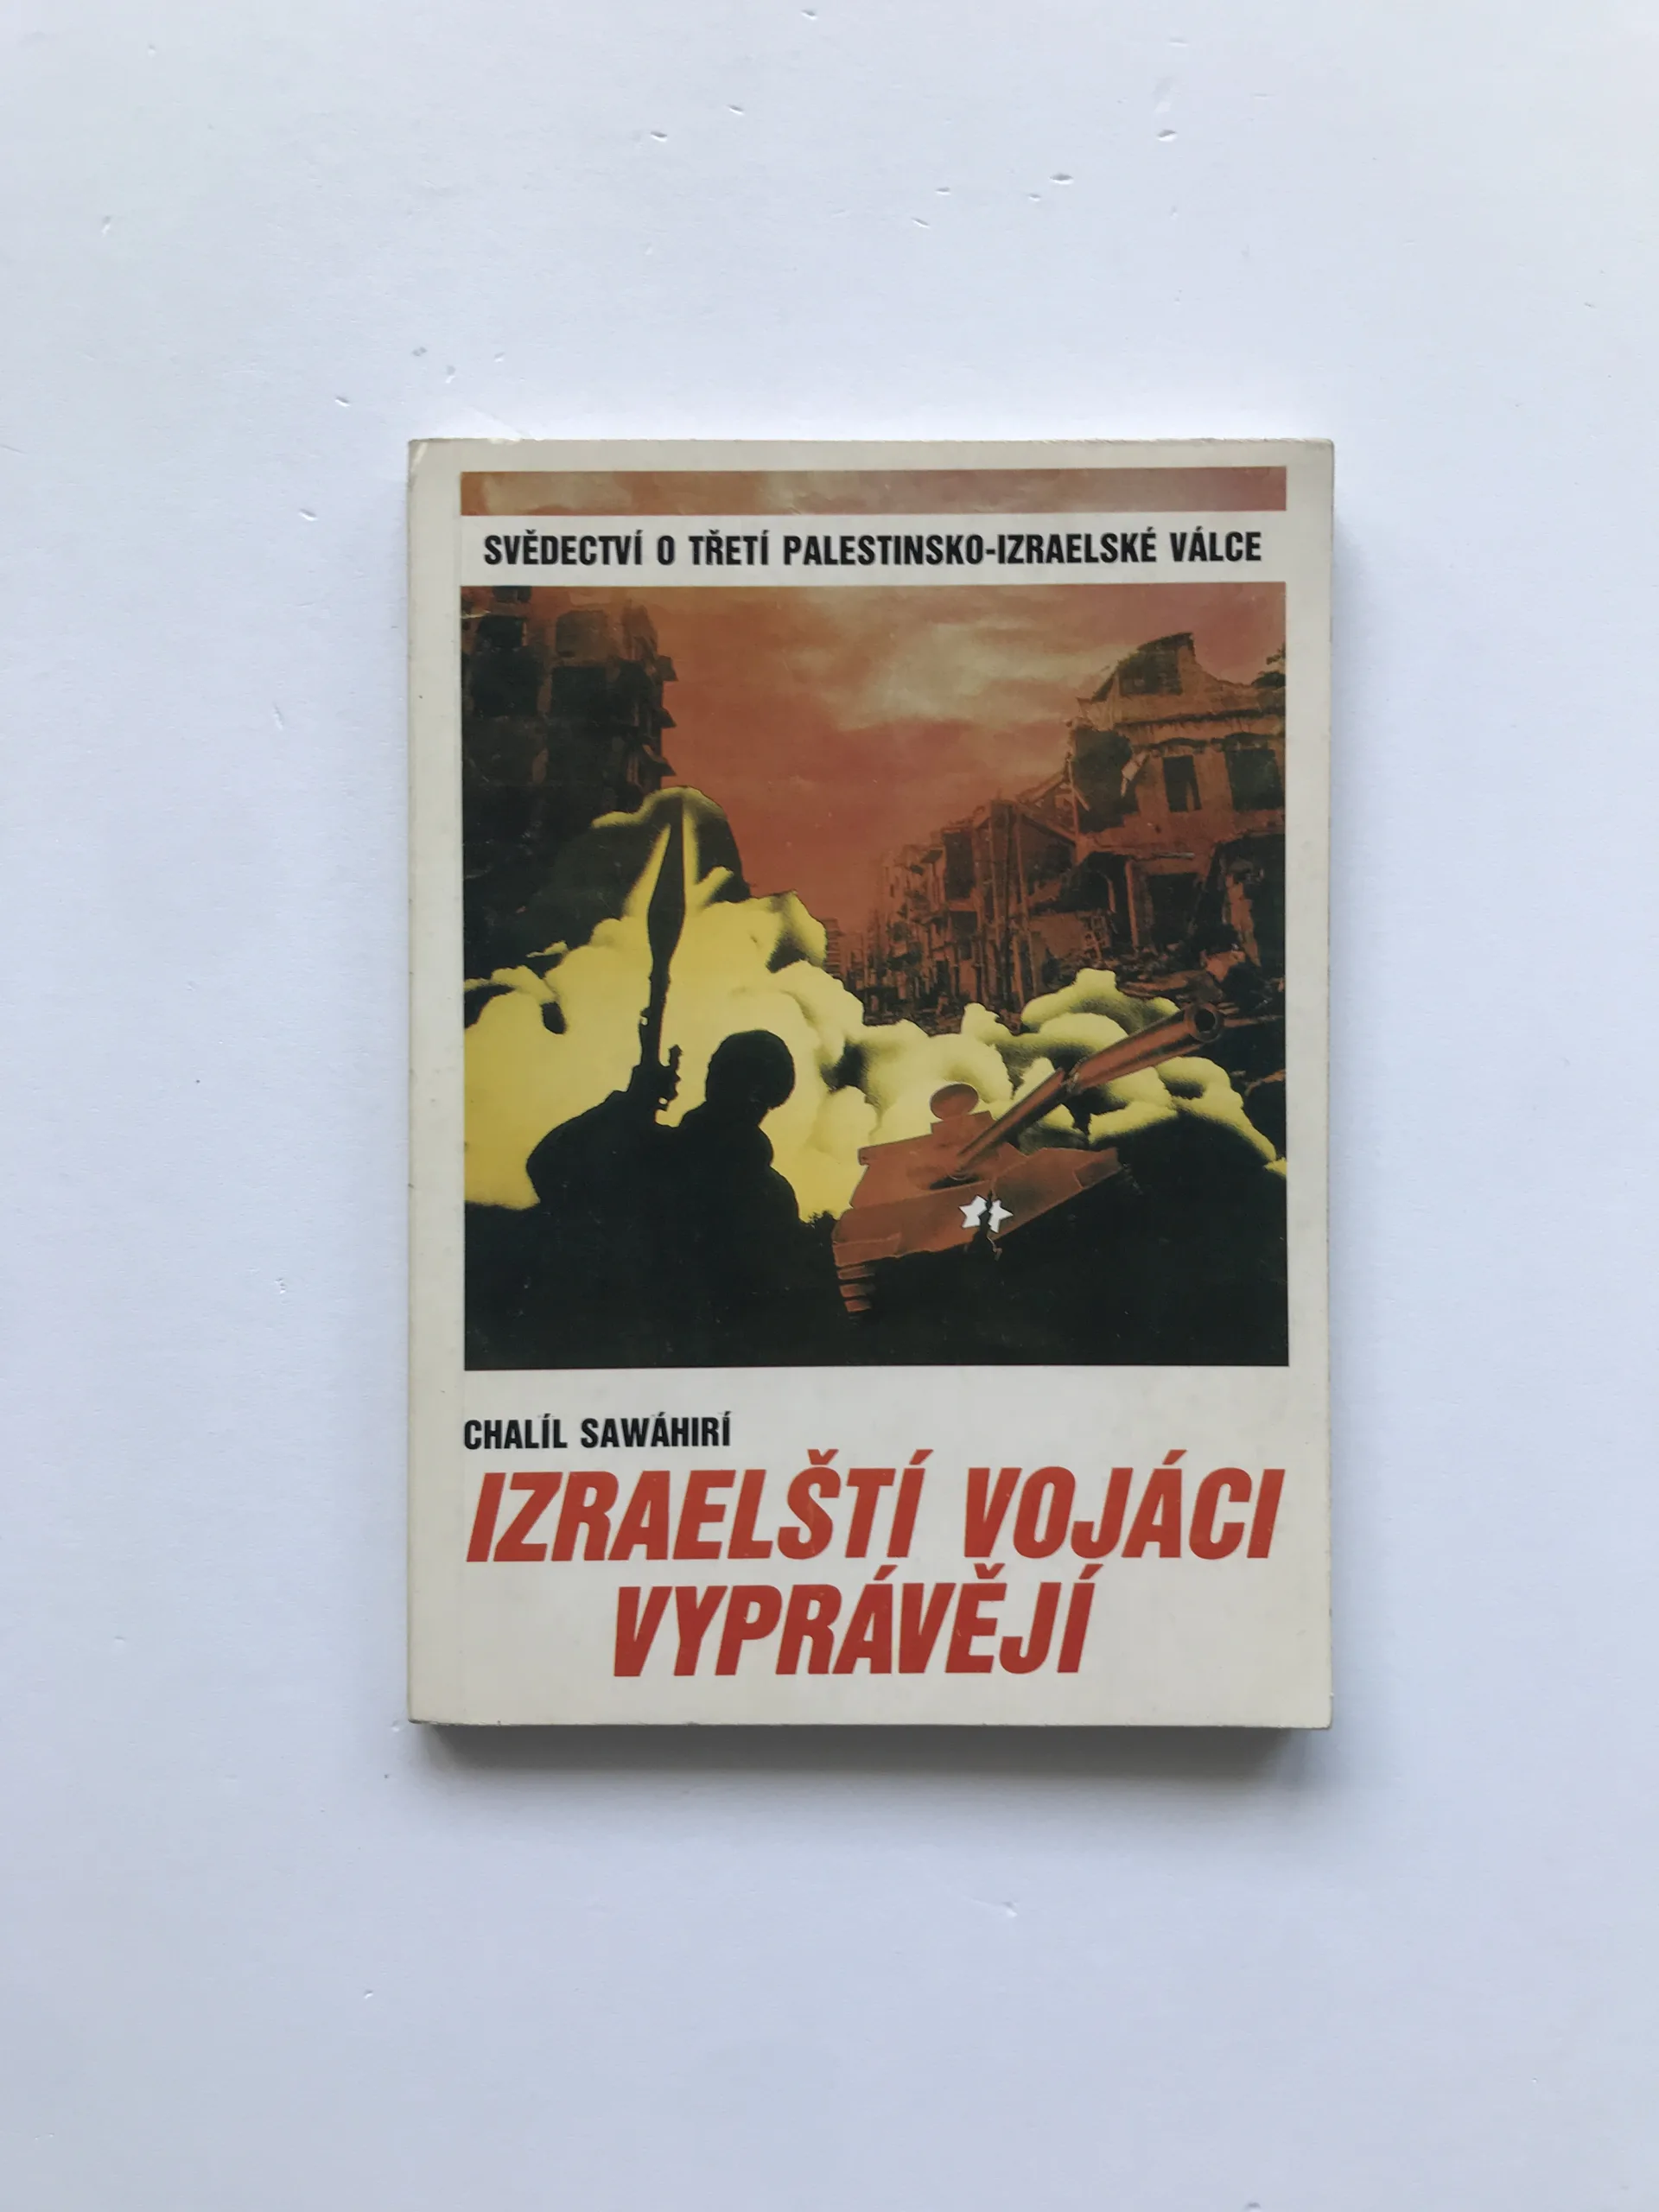 SVĚDECTVÍ O TŘETÍ PALESTINSKO-IZRAELSKÉ VÁLCE
CHALÍL SAWÁHIRÍ
IZRAELŠTÍ VOJÁCI
VYPRÁVĚJÍ